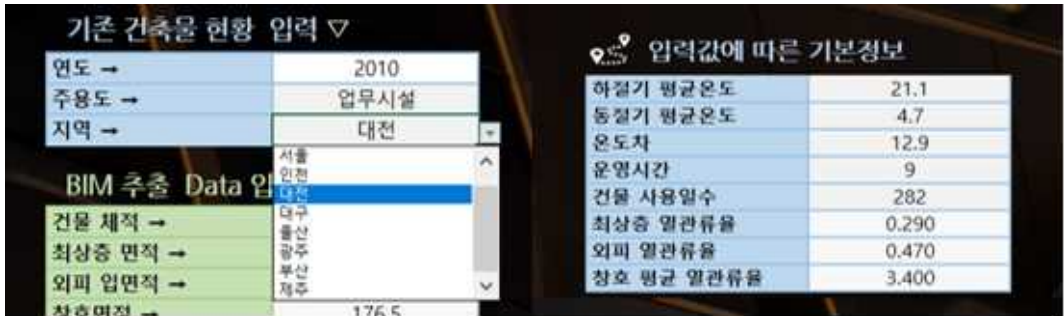 기존 건축물 현황 입력 ▽
연도 → 2010
주용도 → 업무시설
지역 → 대전
서울
인천
대전
대구
울산
광주
부산
제주
BIM 추출 Data 입
건물 체적 →
최상층 면적 →
외피 입면적 →
창호면적 → 176.5
입력값에 따른 기본정보
하절기 평균온도 21.1
동절기 평균온도 4.7
온도차 12.9
운영시간 9
건물 사용일수 282
최상층 열관류율 0.290
외피 열관류율 0.470
창호 평균 열관류율 3.400